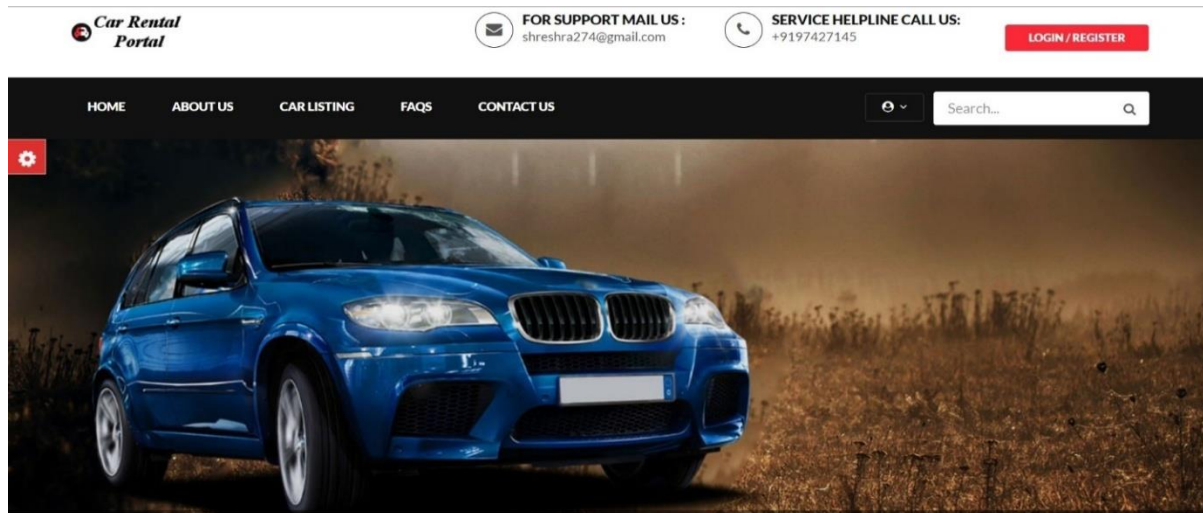 Car Rental
Portal
FOR SUPPORT MAIL US :
shreshra274@gmail.com
SERVICE HELPLINE CALL US:
+9197427145
LOGIN / REGISTER
HOME
ABOUT US
CAR LISTING
FAQS
CONTACT US
Search...